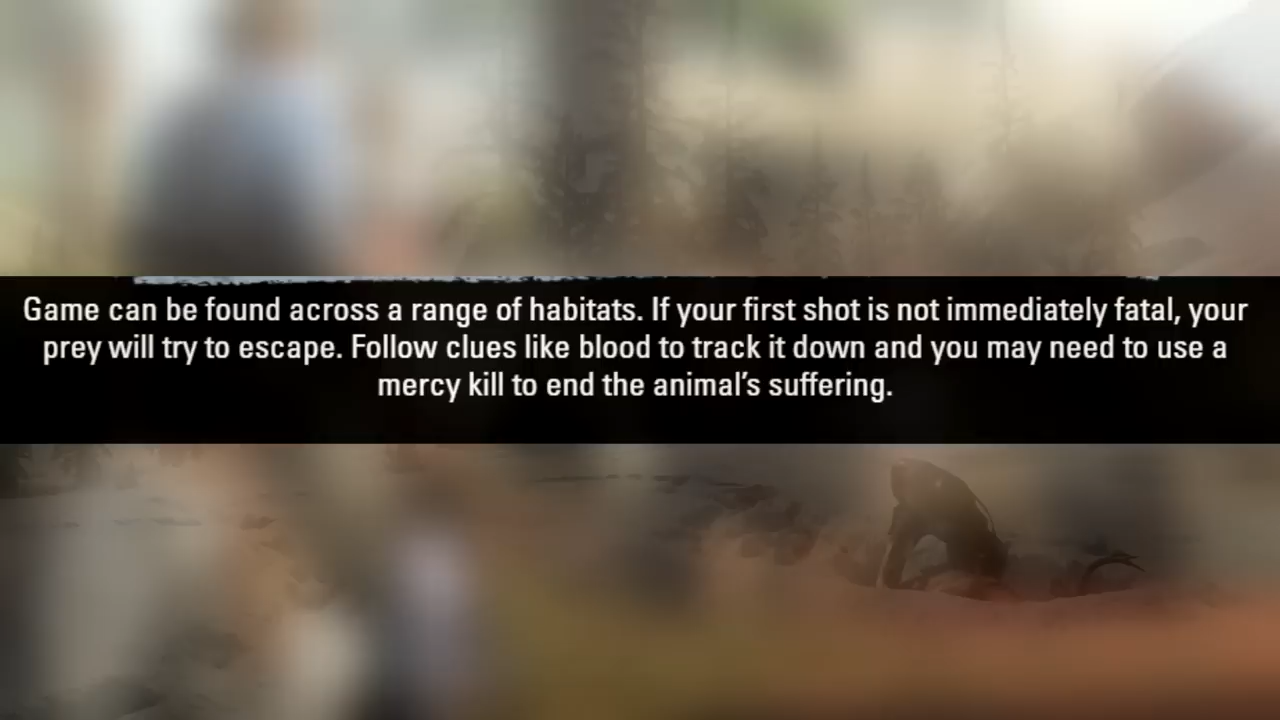 Game can be found across a range of habitats. If your first shot is not immediately fatal, your
prey will try to escape. Follow clues like blood to track it down and you may need to use a
mercy kill to end the animal’s suffering.